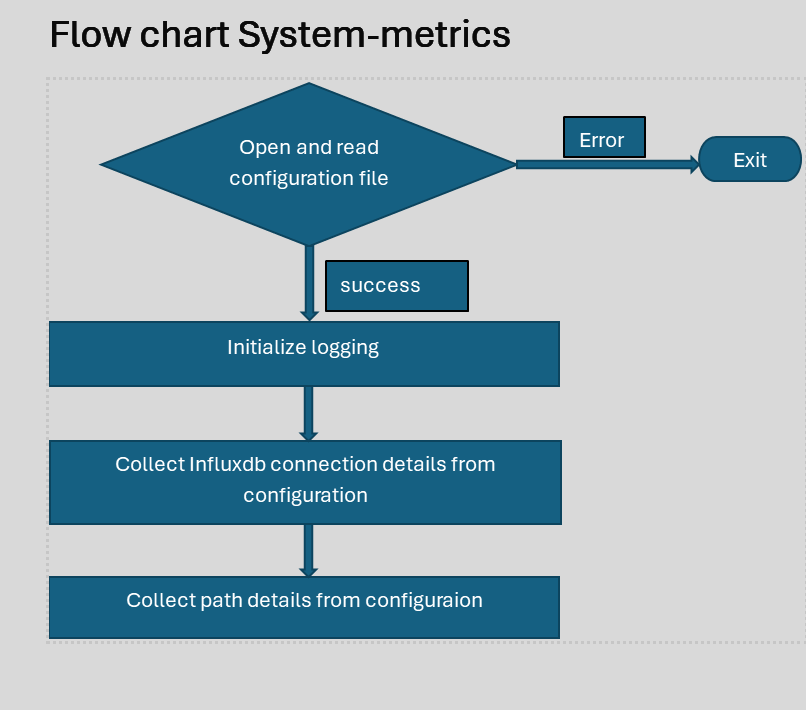 Flow chart System-metrics
Open and read
configuration file
Error
Exit
success
Initialize logging
Collect Influxdb connection details from
configuration
Collect path details from configuraion